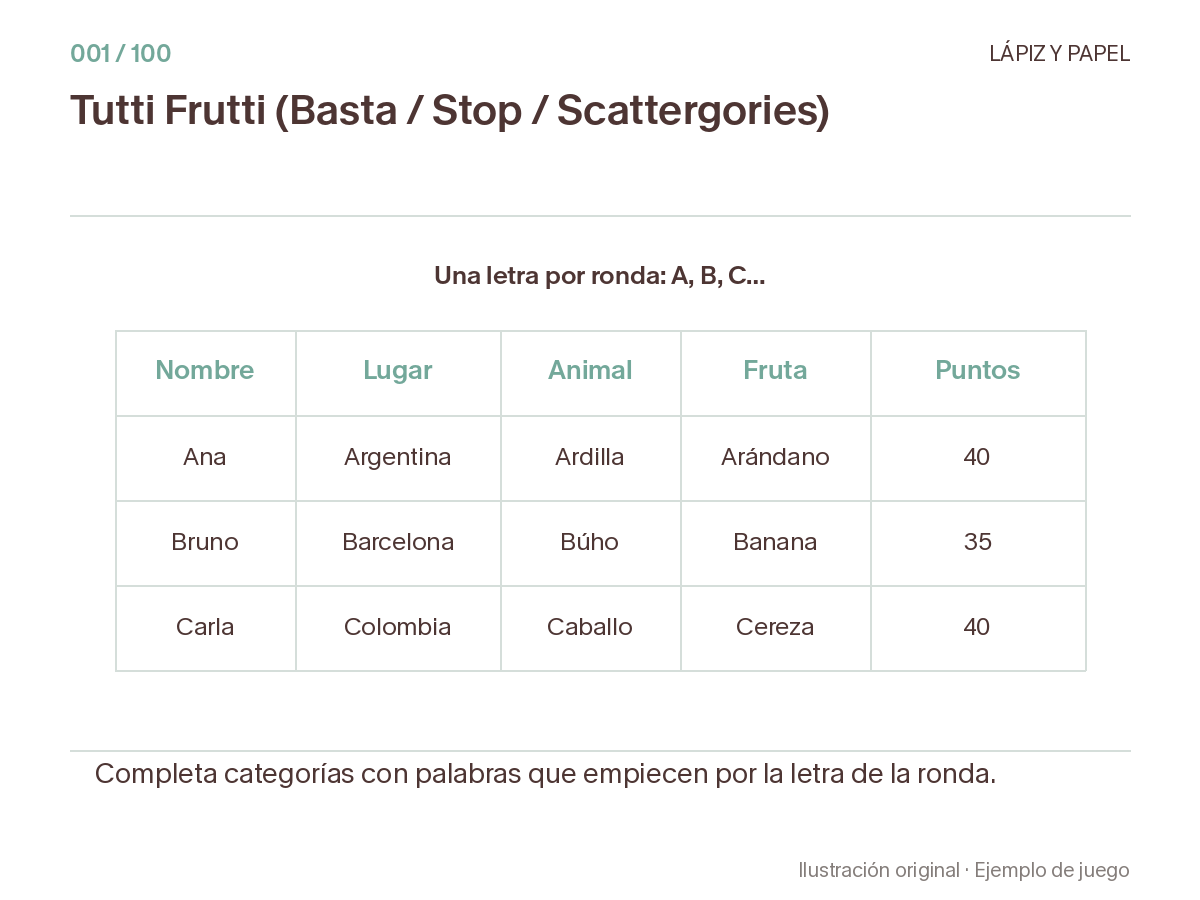 001 / 100
LÁPIZ Y PAPEL
Tutti Frutti (Basta / Stop / Scattergories)
Una letra por ronda: A, B, C...
Nombre Lugar Animal Fruta Puntos
Ana Argentina Ardilla Arándano 40
Bruno Barcelona Búho Banana 35
Carla Colombia Caballo Cereza 40
Completa categorías con palabras que empiecen por la letra de la ronda.
Ilustración original · Ejemplo de juego